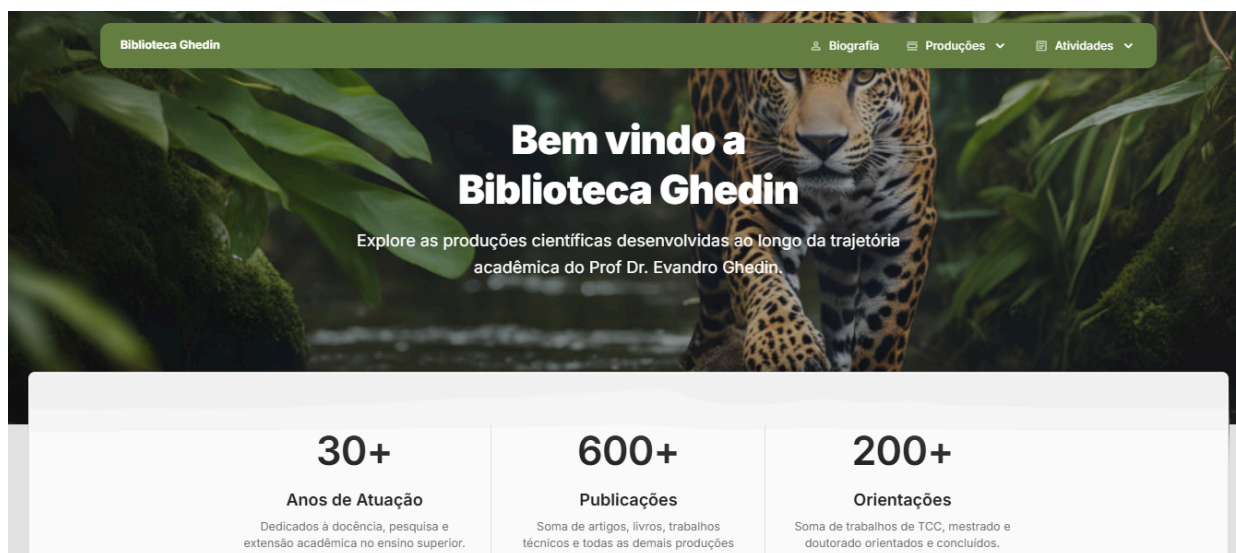 Biblioteca Ghedin
Biografia
Produções
Atividades
Bem vindo a
Biblioteca Ghedin
Explore as produções científicas desenvolvidas ao longo da trajetória
acadêmica do Prof Dr. Evandro Ghedin.
30+
Anos de Atuação
Dedicados à docência, pesquisa e
extensão acadêmica no ensino superior.
600+
Publicações
Soma de artigos, livros, trabalhos
técnicos e todas as demais produções
200+
Orientações
Soma de trabalhos de TCC, mestrado e
doutorado orientados e concluídos.